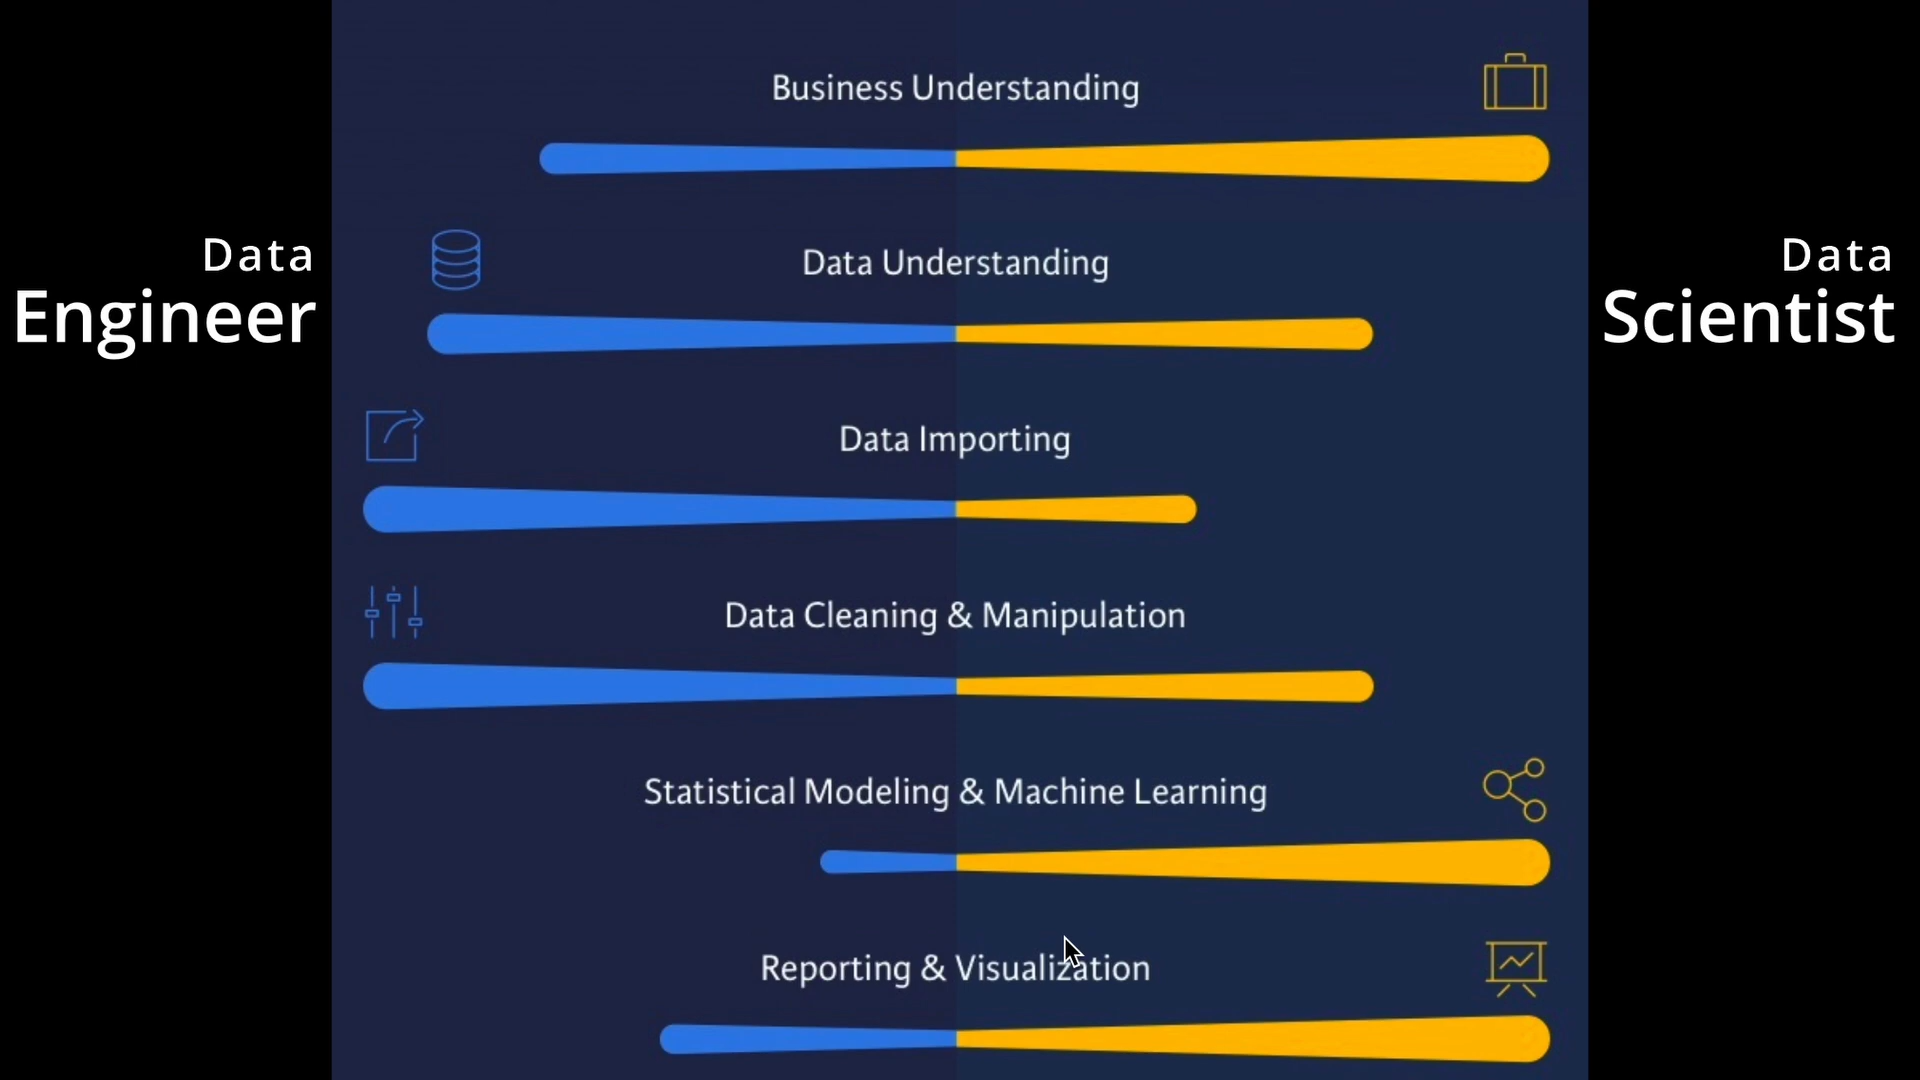 Business Understanding
Data
Engineer
Data Understanding
Data
Scientist
Data Importing
Data Cleaning & Manipulation
Statistical Modeling & Machine Learning
Reporting & Visualization